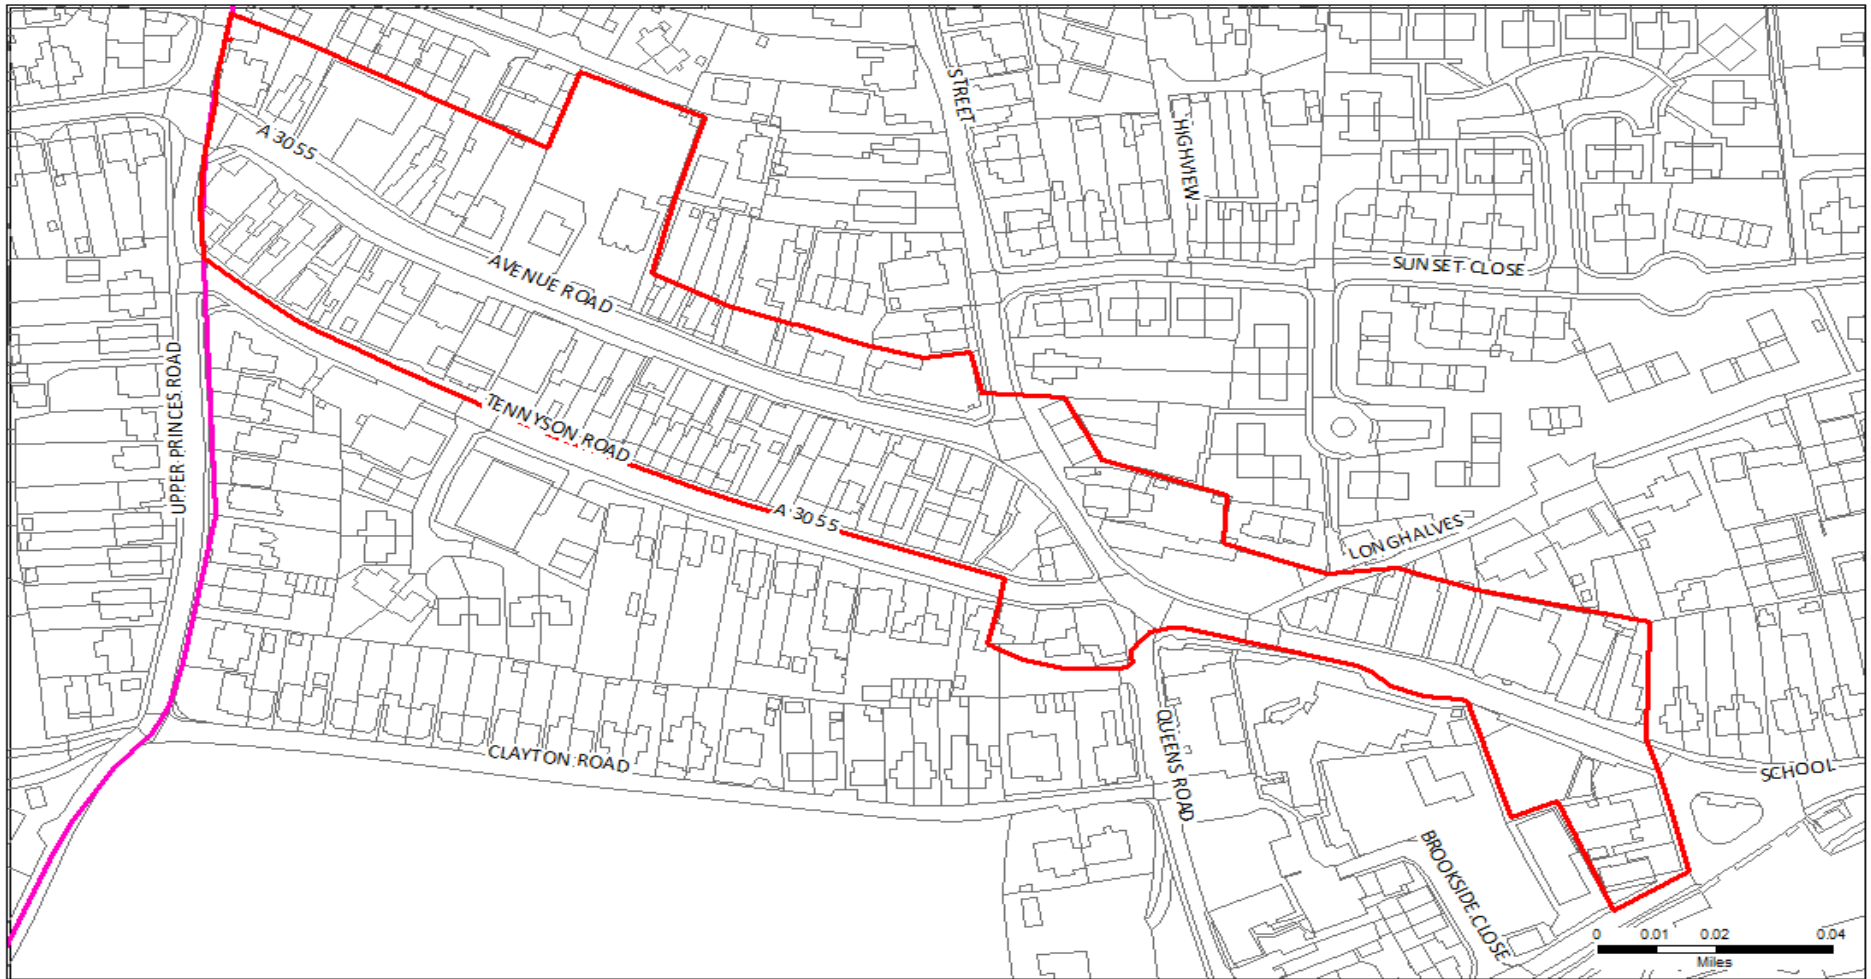 STREET
HIGHVIEW
A 3055
AVENUE ROAD
SUNSET CLOSE
UPPER PRINCES ROAD
TENNYSON ROAD
A 3055
LONGHALVES
CLAYTON ROAD
QUEENS ROAD
SCHOOL
BROOKSIDE CLOSE
0 0.01 0.02 0.04
Miles